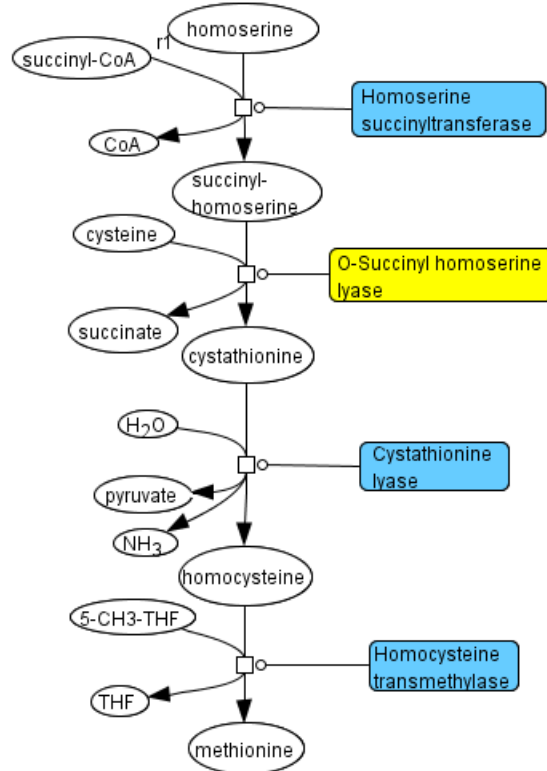 homoserine
r1
succinyl-CoA
Homoserine
succinyltransferase
CoA
succinyl-
homoserine
cysteine
O-Succinyl homoserine
lyase
succinate
cystathionine
H2O
Cystathionine
lyase
pyruvate
NH3
homocysteine
5-CH3-THF
Homocysteine
transmethylase
THF
methionine